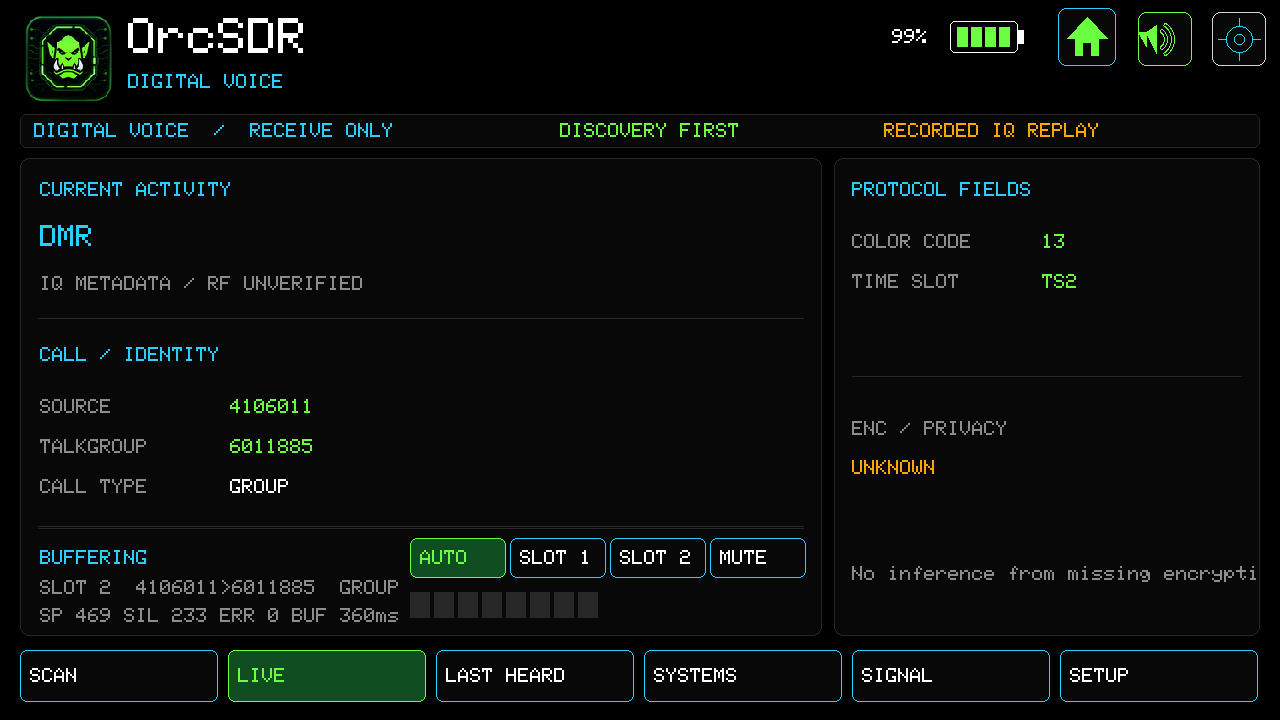 OrcSDR
99%
DIGITAL VOICE
DIGITAL VOICE / RECEIVE ONLY
DISCOVERY FIRST
RECORDED IQ REPLAY
CURRENT ACTIVITY
DMR
IQ METADATA / RF UNVERIFIED
CALL / IDENTITY
SOURCE 4106011
TALKGROUP 6011885
CALL TYPE GROUP
BUFFERING
SLOT 2 4106011>6011885 GROUP
SP 469 SIL 233 ERR 0 BUF 360ms
AUTO SLOT 1 SLOT 2 MUTE
PROTOCOL FIELDS
COLOR CODE 13
TIME SLOT TS2
ENC / PRIVACY
UNKNOWN
No inference from missing encrypti
SCAN LIVE LAST HEARD SYSTEMS SIGNAL SETUP